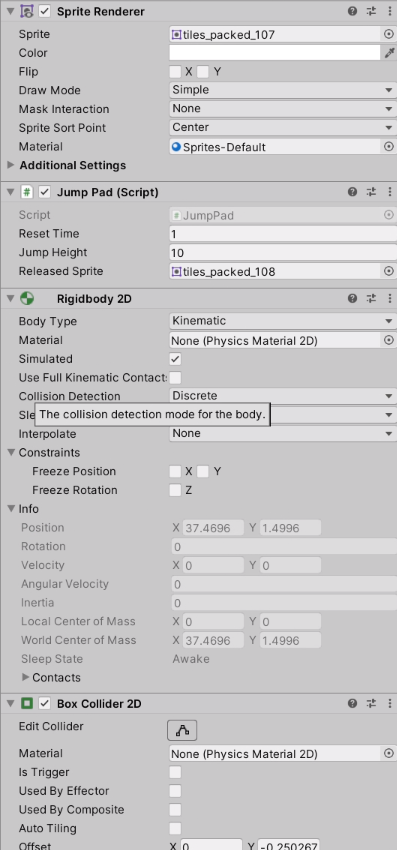 Sprite Renderer
Sprite tiles_packed_107
Color
Flip X Y
Draw Mode Simple
Mask Interaction None
Sprite Sort Point Center
Material Sprites-Default
Additional Settings
# Jump Pad (Script)
Script # JumpPad
Reset Time 1
Jump Height 10
Released Sprite tiles_packed_108
Rigidbody 2D
Body Type Kinematic
Material None (Physics Material 2D)
Simulated
Use Full Kinematic Contact:
Collision Detection Discrete
Sle
The collision detection mode for the body.
Interpolate None
Constraints
Freeze Position X Y
Freeze Rotation Z
Info
Position X 37.4696 Y 1.4996
Rotation 0
Velocity X 0 Y 0
Angular Velocity 0
Inertia 0
Local Center of Mass X 0 Y 0
World Center of Mass X 37.4696 Y 1.4996
Sleep State Awake
Contacts
Box Collider 2D
Edit Collider
Material None (Physics Material 2D)
Is Trigger
Used By Effector
Used By Composite
Auto Tiling
Offset X 0 Y -0.250267